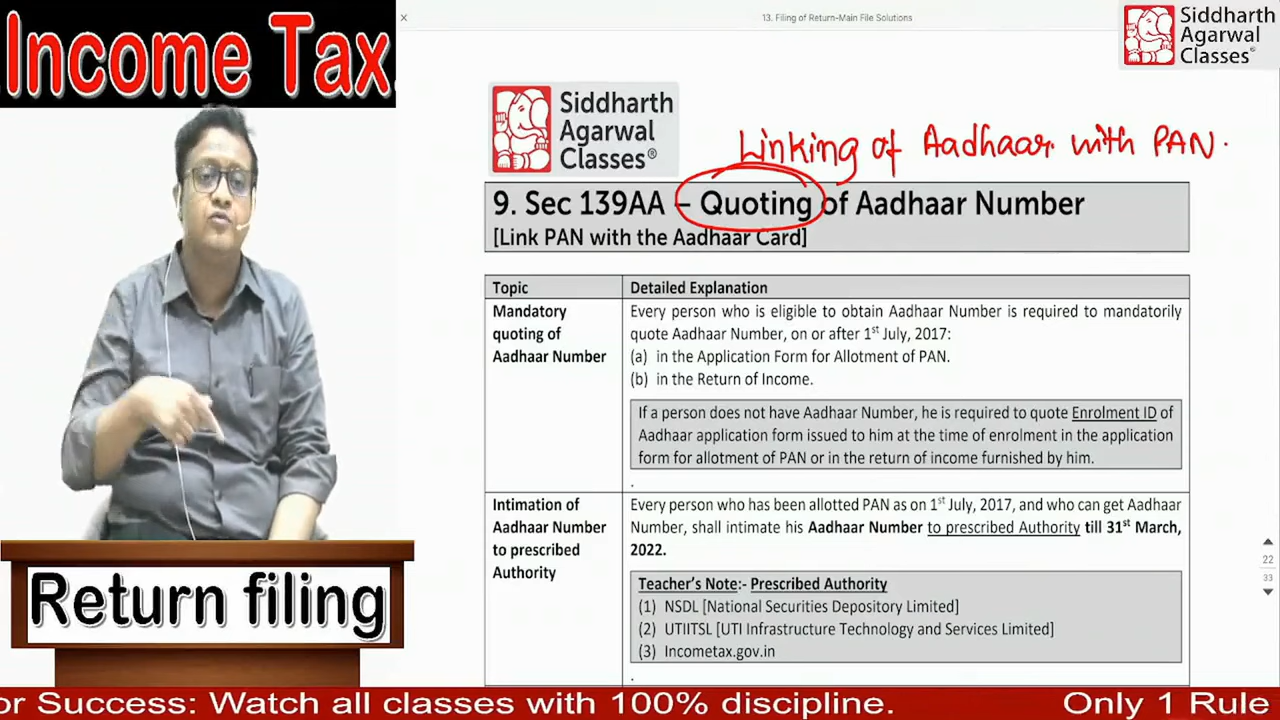 Income Tax.
13. Filing of Return-Main File Solutions
Siddharth
Agarwal
Classes®
Siddharth
Agarwal
Classes®
Linking of Aadhaar with PAN.
9. Sec 139AA – Quoting of Aadhaar Number
[Link PAN with the Aadhaar Card]
Topic
Detailed Explanation
Mandatory
quoting of
Aadhaar Number
Every person who is eligible to obtain Aadhaar Number is required to mandatorily
quote Aadhaar Number, on or after 1st July, 2017:
(a) in the Application Form for Allotment of PAN.
(b) in the Return of Income.
If a person does not have Aadhaar Number, he is required to quote Enrolment ID of
Aadhaar application form issued to him at the time of enrolment in the application
form for allotment of PAN or in the return of income furnished by him.
.
Intimation of
Aadhaar Number
to prescribed
Authority
Every person who has been allotted PAN as on 1st July, 2017, and who can get Aadhaar
Number, shall intimate his Aadhaar Number to prescribed Authority till 31st March,
2022.
Teacher's Note:- Prescribed Authority
(1) NSDL [National Securities Depository Limited]
(2) UTIITSL [UTI Infrastructure Technology and Services Limited]
(3) Incometax.gov.in
.
22
33
Return filing
or Success: Watch all classes with 100% discipline.
Only 1 Rule